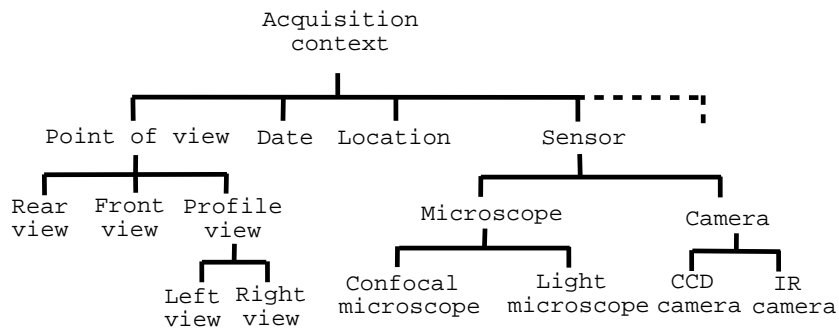 Acquisition
context
Point of view Date Location Sensor
Rear Front Profile
view view view
Microscope Camera
Left Right
view view
Confocal Light CCD IR
microscope microscope camera camera